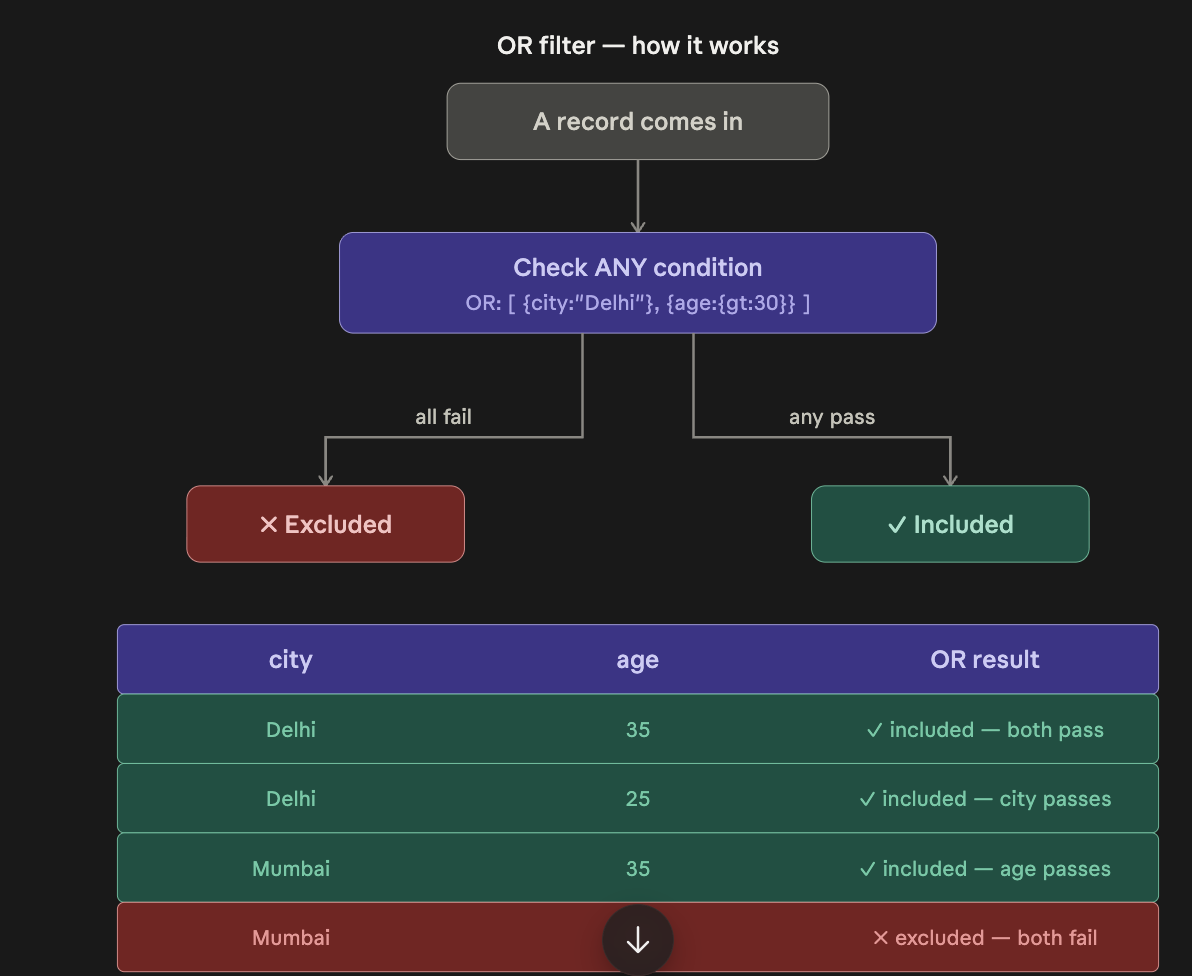 OR filter — how it works
A record comes in
Check ANY condition
OR: [ {city:"Delhi"}, {age:{gt:30}} ]
all fail
any pass
✕ Excluded
✓ Included
city age OR result
Delhi 35 ✓ included — both pass
Delhi 25 ✓ included — city passes
Mumbai 35 ✓ included — age passes
Mumbai ✕ excluded — both fail